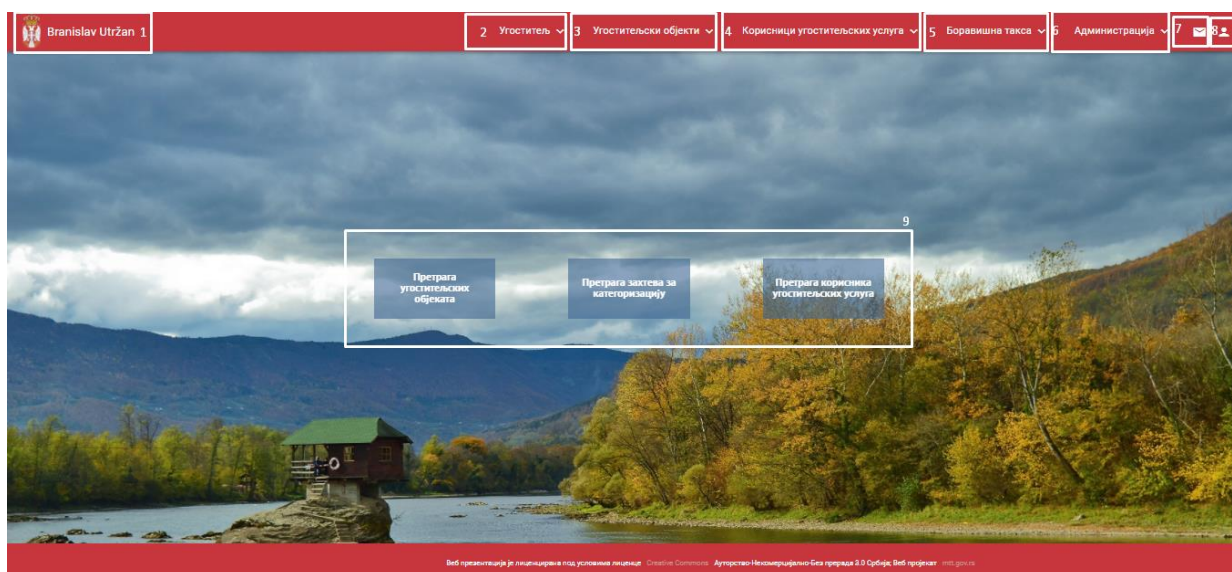 Branislav Utržan 1
2 Угоститељ
3 Угоститељски објекти
4 Корисници угоститељских услуга
5 Боравишна такса
6 Администрација
7
8
9
Претрага
угоститељских
објеката
Претрага захтева за
категоризацију
Претрага корисника
угоститељских услуга
Веб презентација је лиценцирана под условима лиценце Creative Commons Ауторство-Некомерцијално-Без прерада 3.0 Србија; Веб пројекат mtt.gov.rs